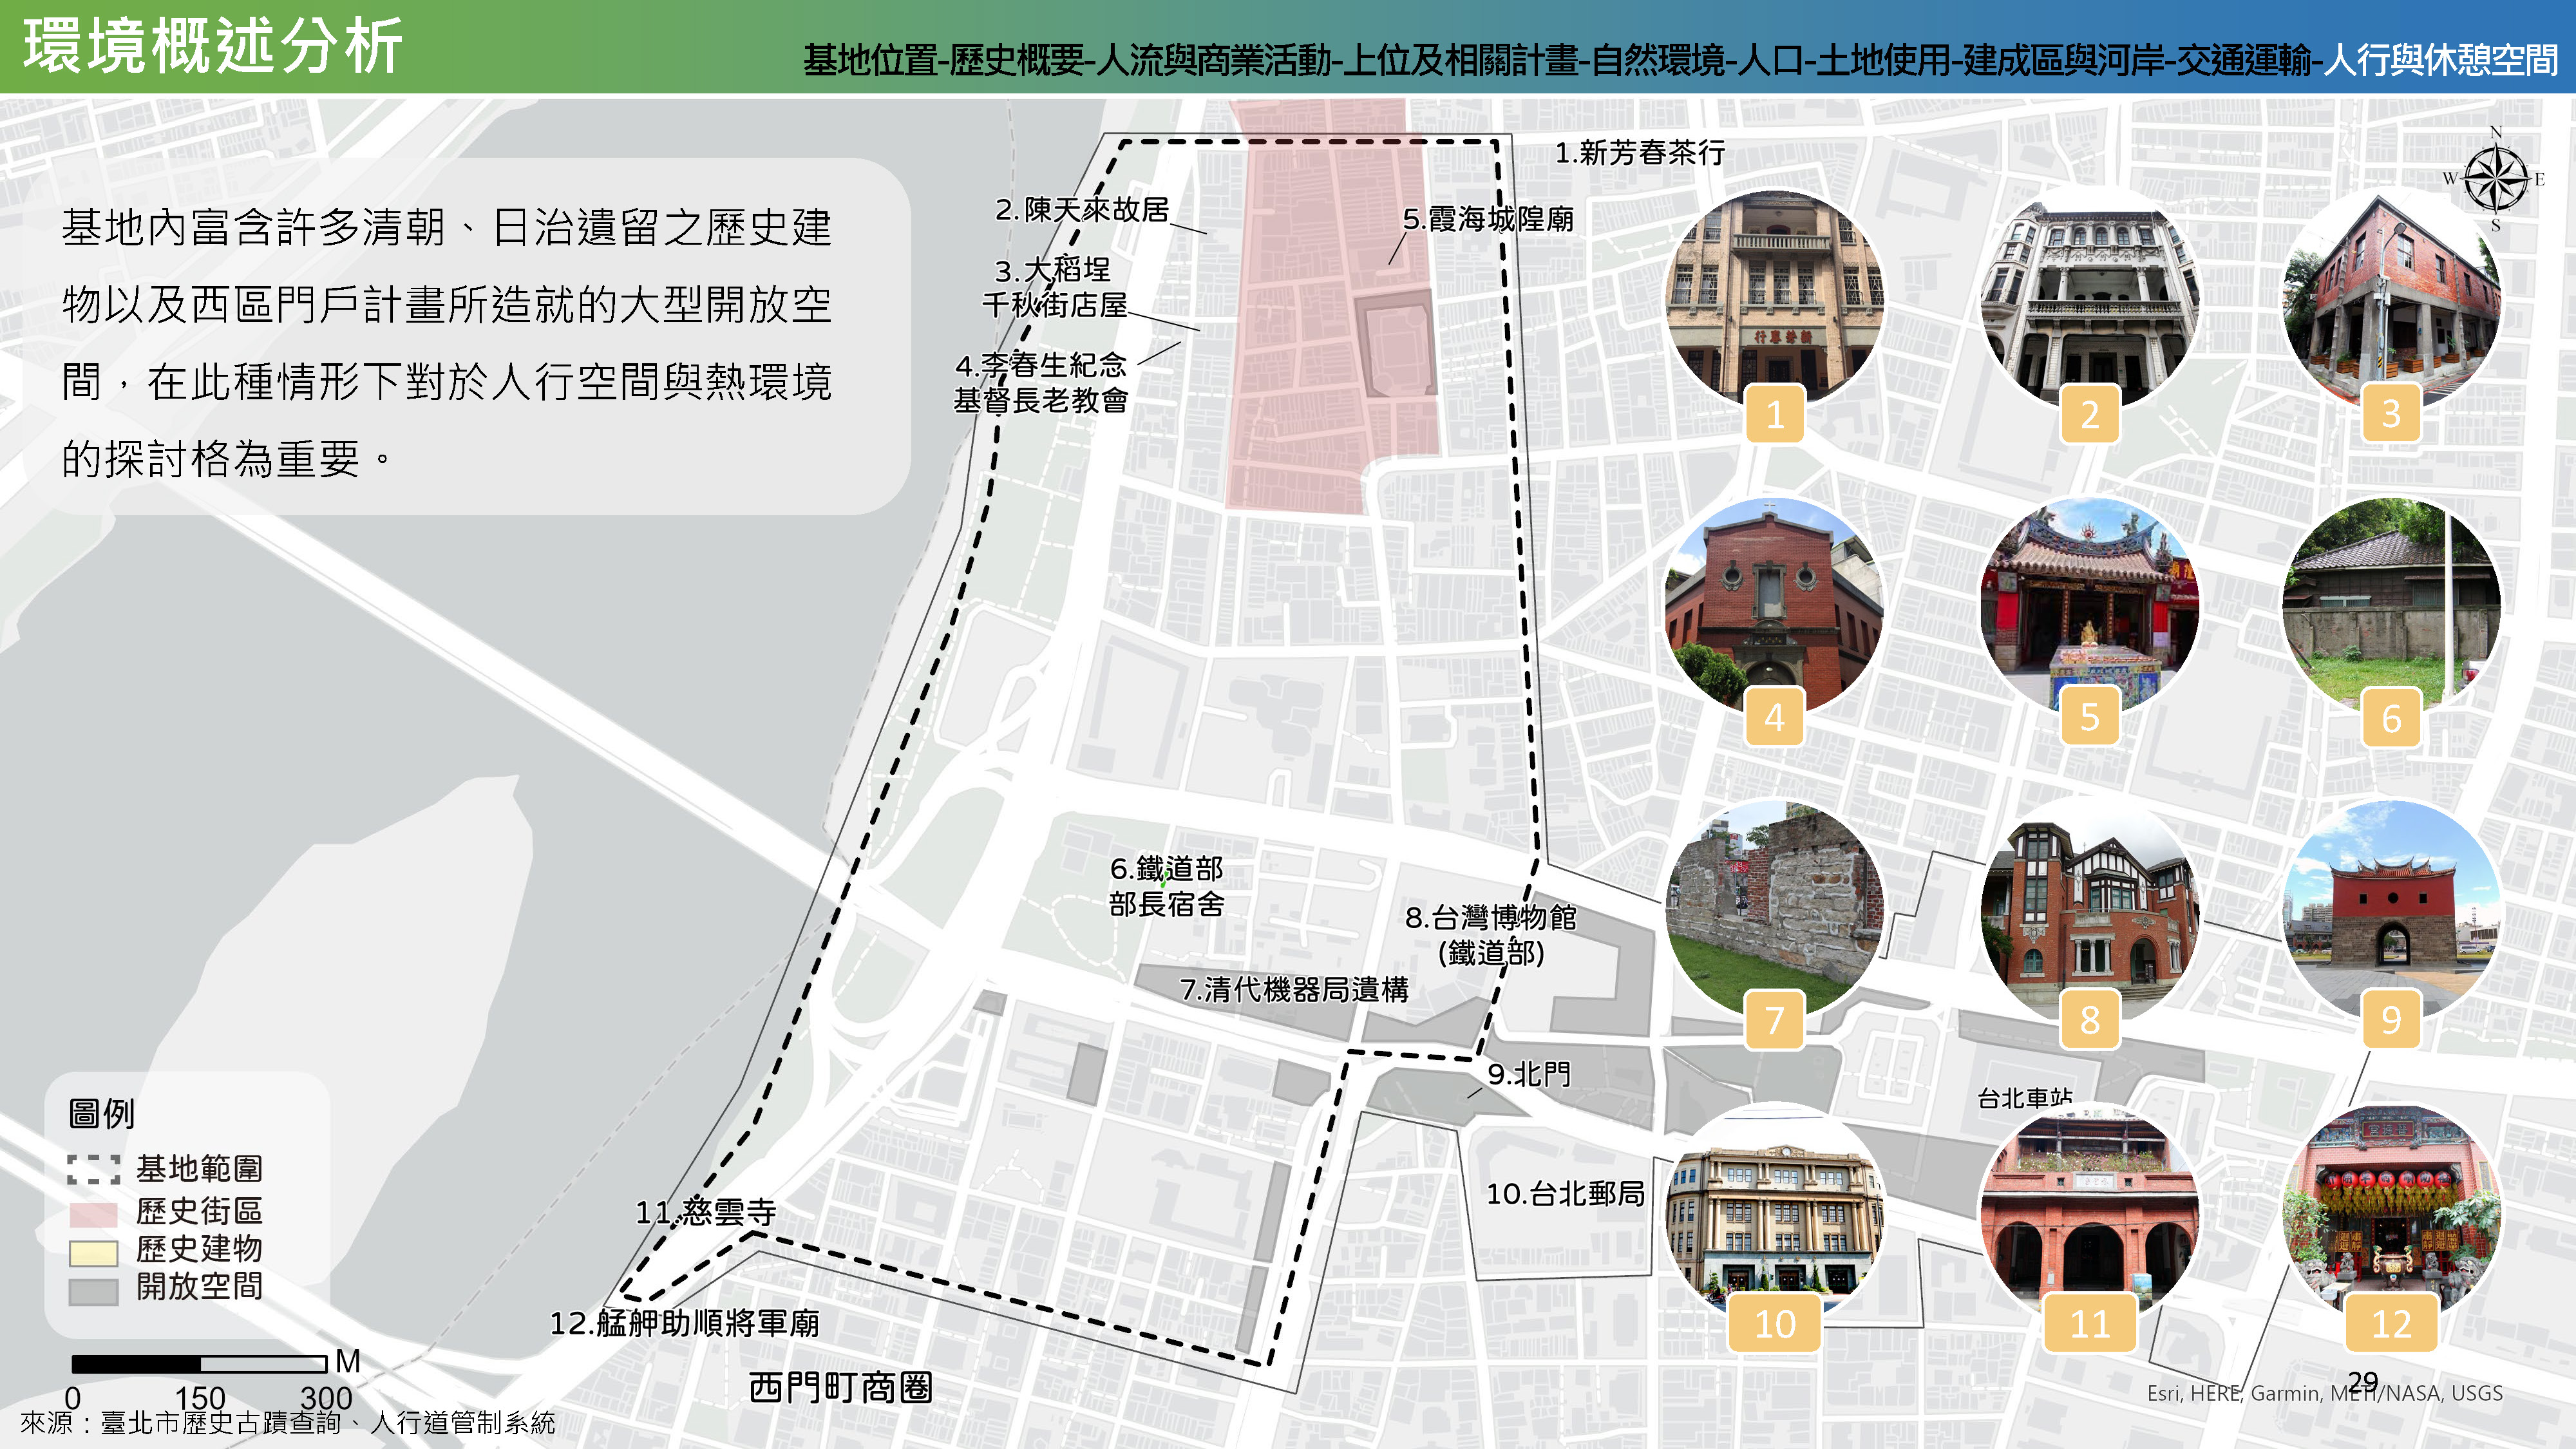 環境概述分析
基地位置-歷史概要-人流與商業活動-上位及相關計畫-自然環境-人口-土地使用-建成區與河岸-交通運輸-人行與休憩空間
基地內富含許多清朝、日治遺留之歷史建
物以及西區門戶計畫所造就的大型開放空
間，在此種情形下對於人行空間與熱環境
的探討格為重要。
1.新芳春茶行
2.陳天來故居
5.霞海城隍廟
3.大稻埕
千秋街店屋
4.李春生紀念
基督長老教會
6.鐵道部
部長宿舍
8.台灣博物館
(鐵道部)
7.清代機器局遺構
9.北門
台北車站
10.台北郵局
11.慈雲寺
12.艋舺助順將軍廟
西門町商圈
N
W
E
S
1
2
3
4
5
6
7
8
9
10
11
12
圖例
基地範圍
歷史街區
歷史建物
開放空間
M
0 150 300
來源：臺北市歷史古蹟查詢、人行道管制系統
29
Esri, HERE, Garmin, METI/NASA, USGS